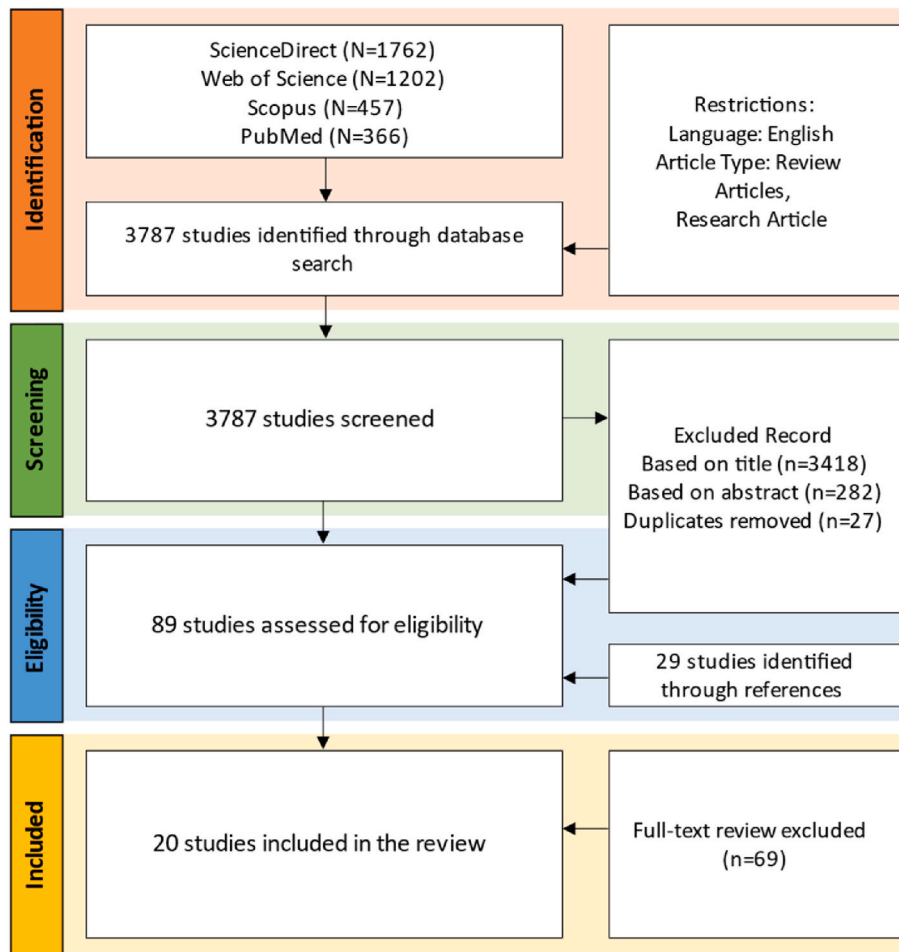 Identification
ScienceDirect (N=1762)
Web of Science (N=1202)
Scopus (N=457)
PubMed (N=366)
Restrictions:
Language: English
Article Type: Review
Articles,
Research Article
3787 studies identified through database
search
Screening
3787 studies screened
Excluded Record
Based on title (n=3418)
Based on abstract (n=282)
Duplicates removed (n=27)
Eligibility
89 studies assessed for eligibility
29 studies identified
through references
Included
20 studies included in the review
Full-text review excluded
(n=69)